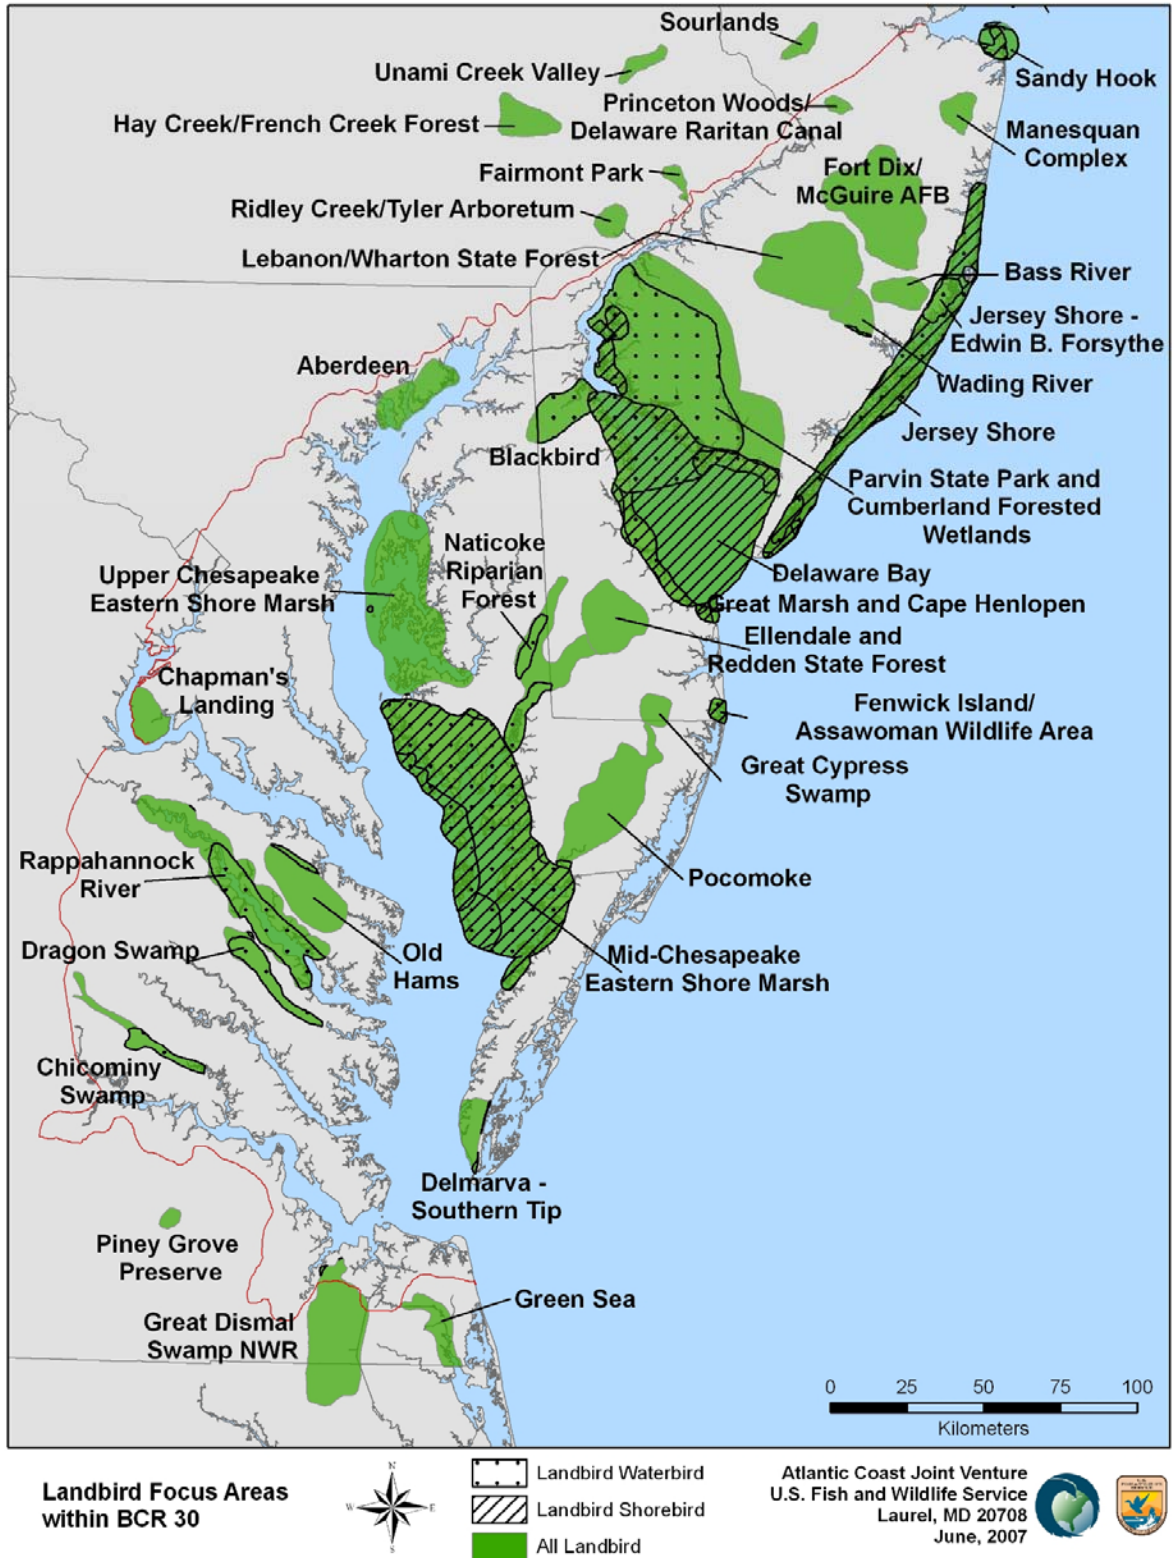 Sourlands
Unami Creek Valley
Sandy Hook
Princeton Woods/
Delaware Raritan Canal
Hay Creek/French Creek Forest
Manesquan
Complex
Fairmont Park
Fort Dix/
McGuire AFB
Ridley Creek/Tyler Arboretum
Lebanon/Wharton State Forest
Bass River
Jersey Shore -
Edwin B. Forsythe
Aberdeen
Wading River
Jersey Shore
Blackbird
Parvin State Park and
Cumberland Forested
Wetlands
Naticoke
Riparian
Forest
Upper Chesapeake
Eastern Shore Marsh
Delaware Bay
Great Marsh and Cape Henlopen
Ellendale and
Redden State Forest
Chapman's
Landing
Fenwick Island/
Assawoman Wildlife Area
Great Cypress
Swamp
Rappahannock
River
Pocomoke
Dragon Swamp
Old
Hams
Mid-Chesapeake
Eastern Shore Marsh
Chicominy
Swamp
Delmarva -
Southern Tip
Piney Grove
Preserve
Green Sea
Great Dismal
Swamp NWR
0 25 50 75 100
Kilometers
Landbird Focus Areas
within BCR 30
N
W E
S
Landbird Waterbird
Landbird Shorebird
All Landbird
Atlantic Coast Joint Venture
U.S. Fish and Wildlife Service
Laurel, MD 20708
June, 2007